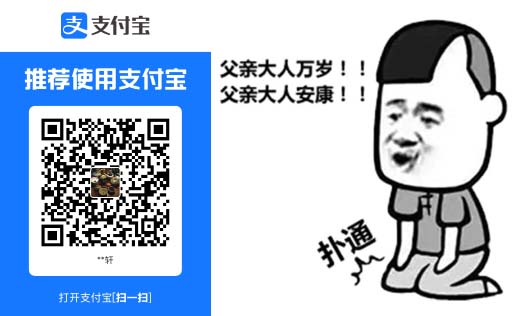 支付宝
推荐使用支付宝
**轩
打开支付宝[扫一扫]
父亲大人万岁！！
父亲大人安康！！
扑通